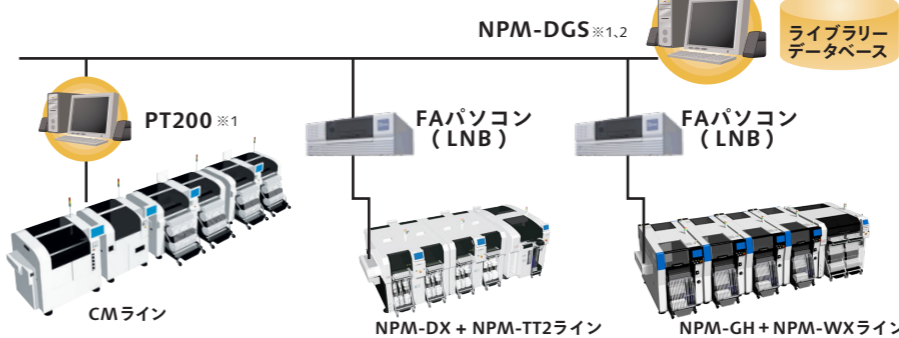 NPM-DGS ※1、2
ライブラリー
データベース
PT200 ※1
FAパソコン
(LNB)
FAパソコン
(LNB)
CMライン
NPM-DX + NPM-TT2ライン
NPM-GH+NPM-WXライン